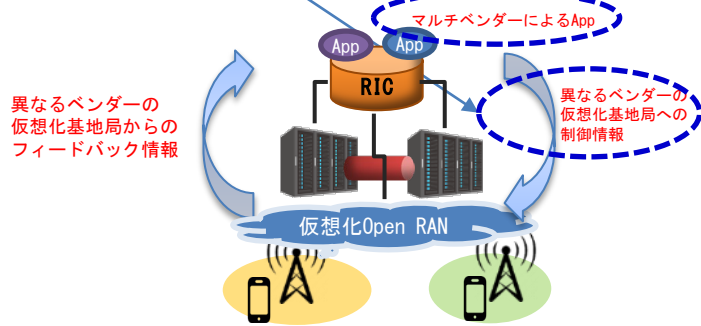 マルチベンダーによるApp
App
App
RIC
異なるベンダーの
仮想化基地局からの
フィードバック情報
異なるベンダーの
仮想化基地局への
制御情報
仮想化Open RAN